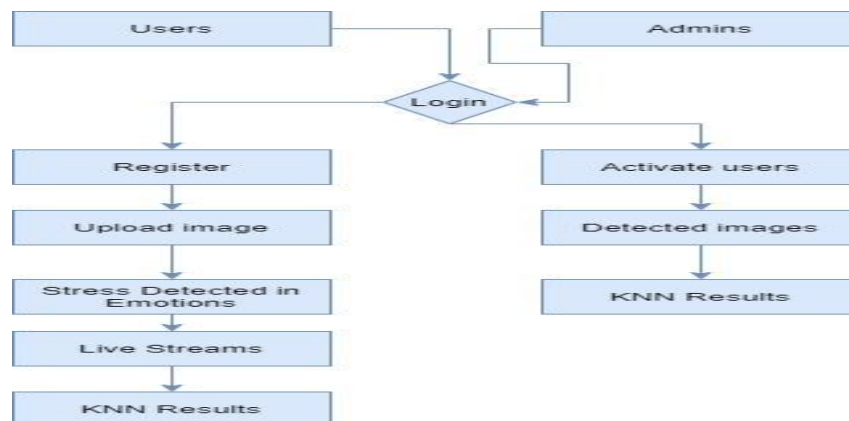 Users
Admins
Login
Register
Activate users
Upload image
Detected images
Stress Detected in
Emotions
KNN Results
Live Streams
KNN Results